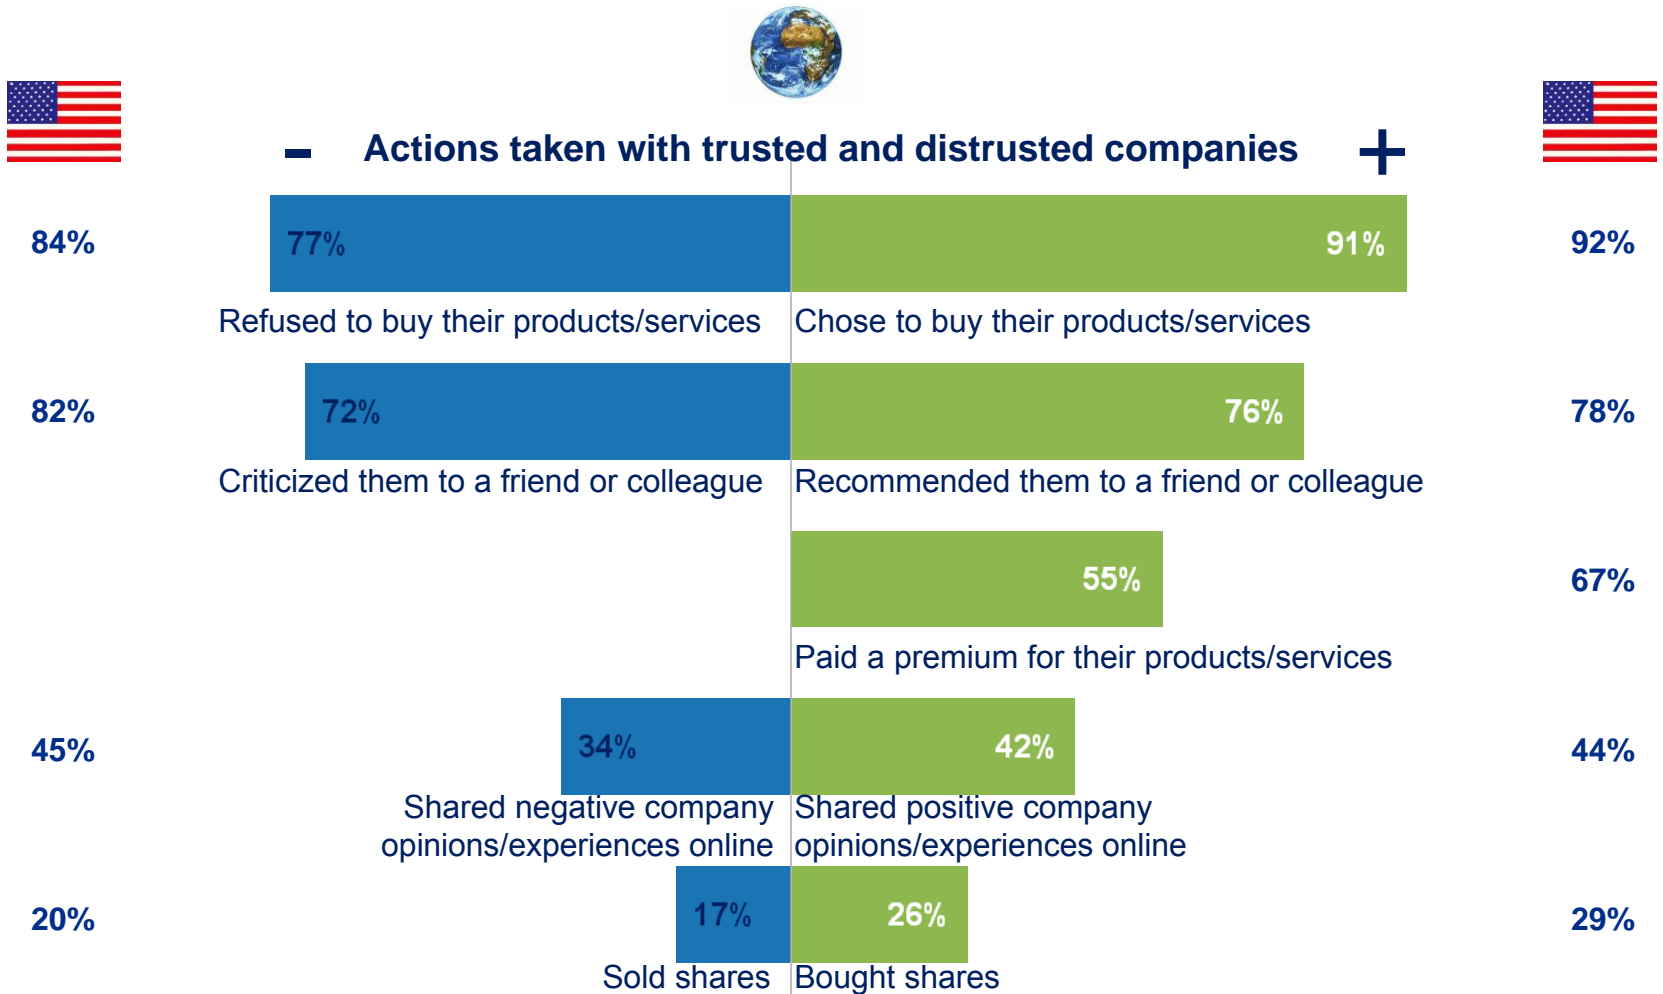 - Actions taken with trusted and distrusted companies +
84% 77% 91% 92%
Refused to buy their products/services Chose to buy their products/services
82% 72% 76% 78%
Criticized them to a friend or colleague Recommended them to a friend or colleague
55% 67%
Paid a premium for their products/services
45% 34% 42% 44%
Shared negative company Shared positive company
opinions/experiences online opinions/experiences online
20% 17% 26% 29%
Sold shares Bought shares